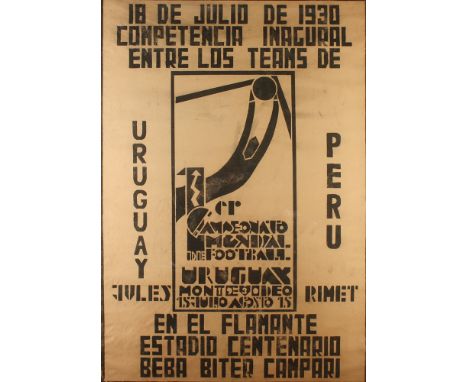 18 DE JULIO DE 1930
COMPETENCIA INAGURAL
ENTRE LOS TEAMS DE
URUGUAY
PERU
1er
CAMPEONATO
MUNDIAL
DE FOOTBALL
URUGUAY
MONTEVIDEO
15 JULIO AGOSTO 15
JULES RIMET
EN EL FLAMANTE
ESTADIO CENTENARIO
BEBA BITER CAMPARI